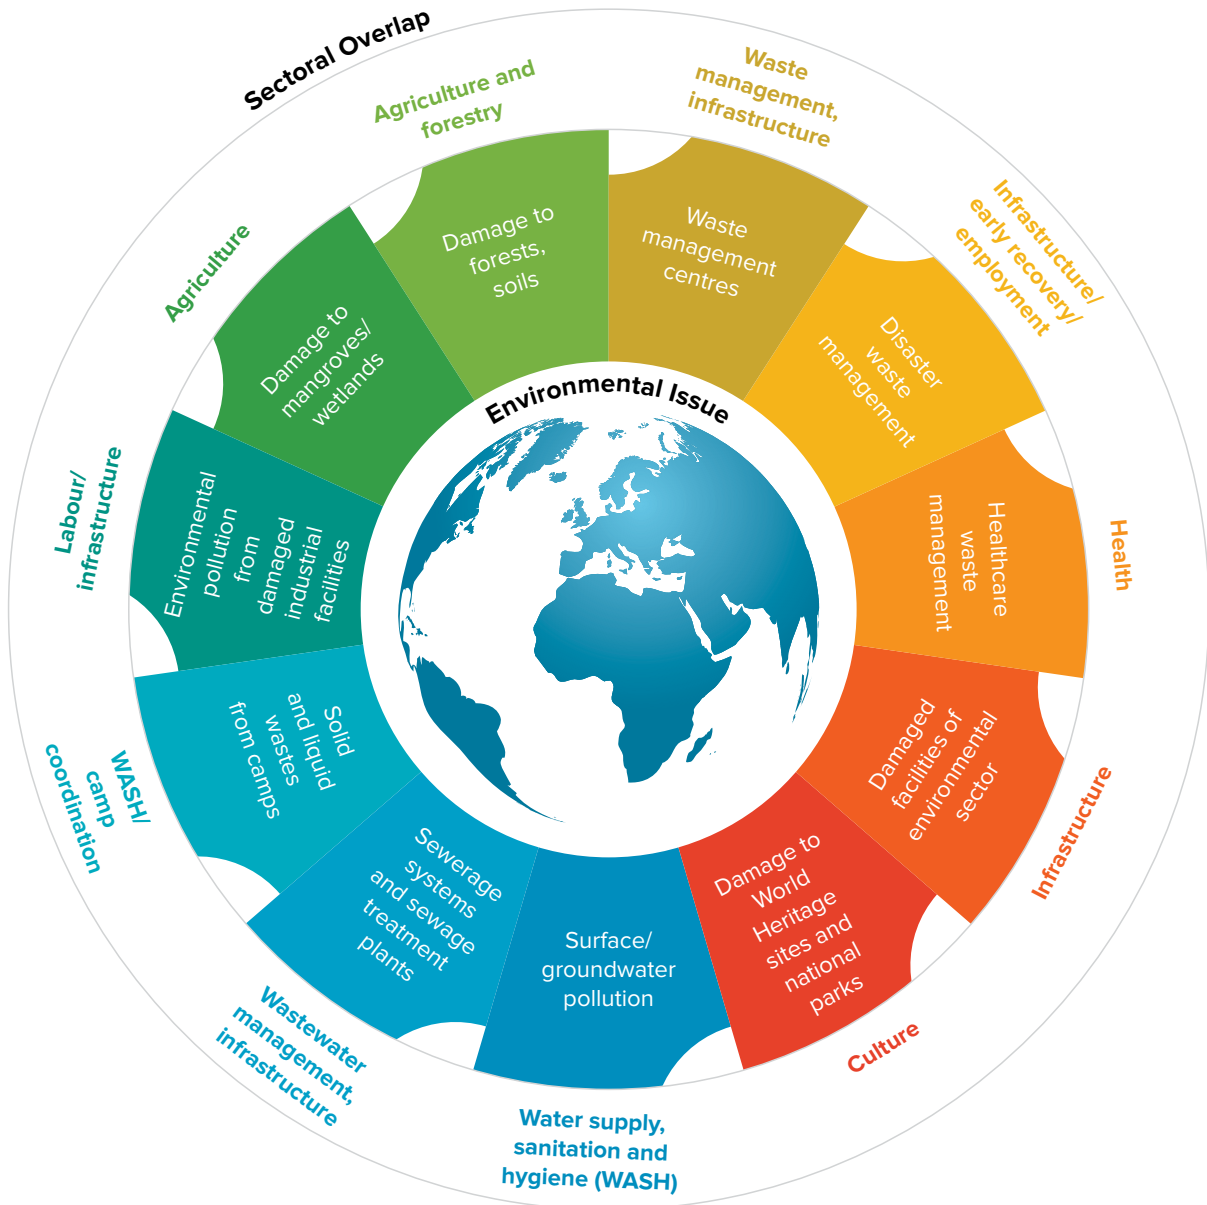 Sectoral Overlap
Environmental Issue
Waste
management,
infrastructure
Waste
management
centres
Infrastructure/
early recovery/
employment
Disaster
waste
management
Health
Healthcare
waste
management
Infrastructure
Damaged
facilities of
environmental
sector
Culture
Damage to
World
Heritage
sites and
national
parks
Water supply,
sanitation and
hygiene (WASH)
Surface/
groundwater
pollution
Wastewater
management,
infrastructure
Sewerage
systems
and sewage
treatment
plants
WASH/
camp
coordination
Solid
and liquid
wastes
from camps
Labour/
infrastructure
Environmental
pollution
from
damaged
industrial
facilities
Agriculture
Damage to
mangroves/
wetlands
Agriculture and
forestry
Damage to
forests,
soils